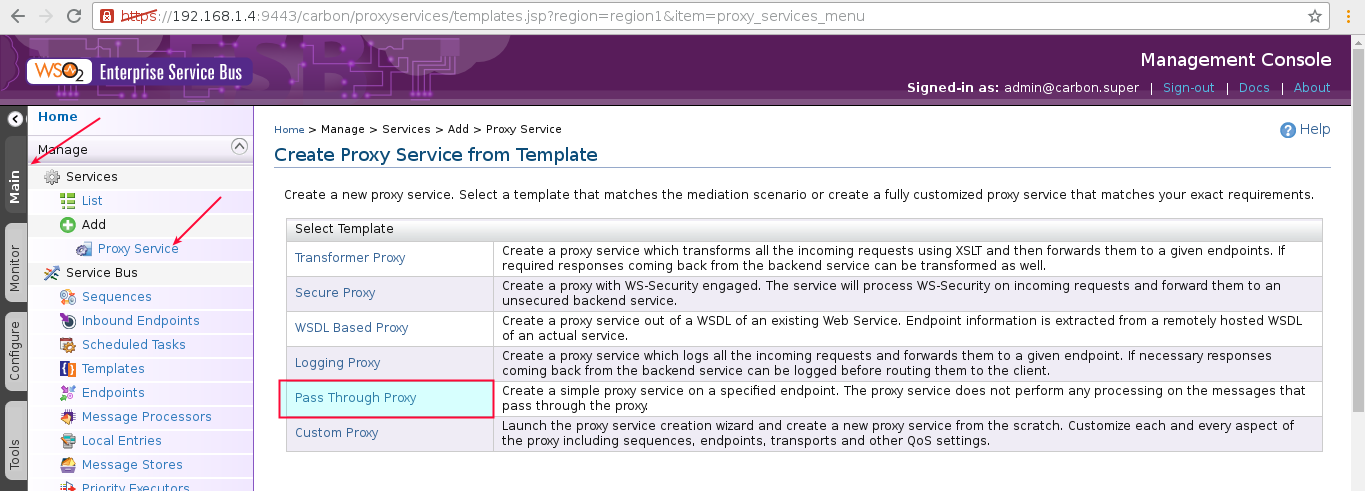 https://192.168.1.4:9443/carbon/proxyservices/templates.jsp?region=region1&item=proxy_services_menu
WSO2 Enterprise Service Bus
Management Console
Signed-in as: admin@carbon.super | Sign-out | Docs | About
Main
Monitor
Configure
Tools
Home
Manage
Services
List
Add
Proxy Service
Service Bus
Sequences
Inbound Endpoints
Scheduled Tasks
Templates
Endpoints
Message Processors
Local Entries
Message Stores
Priority Executors
Home > Manage > Services > Add > Proxy Service
Help
Create Proxy Service from Template
Create a new proxy service. Select a template that matches the mediation scenario or create a fully customized proxy service that matches your exact requirements.
Select Template
Transformer Proxy
Create a proxy service which transforms all the incoming requests using XSLT and then forwards them to a given endpoints. If
required responses coming back from the backend service can be transformed as well.
Secure Proxy
Create a proxy with WS-Security engaged. The service will process WS-Security on incoming requests and forward them to an
unsecured backend service.
WSDL Based Proxy
Create a proxy service out of a WSDL of an existing Web Service. Endpoint information is extracted from a remotely hosted WSDL
of an actual service.
Logging Proxy
Create a proxy service which logs all the incoming requests and forwards them to a given endpoint. If necessary responses
coming back from the backend service can be logged before routing them to the client.
Pass Through Proxy
Create a simple proxy service on a specified endpoint. The proxy service does not perform any processing on the messages that
pass through the proxy.
Custom Proxy
Launch the proxy service creation wizard and create a new proxy service from the scratch. Customize each and every aspect of
the proxy including sequences, endpoints, transports and other QoS settings.